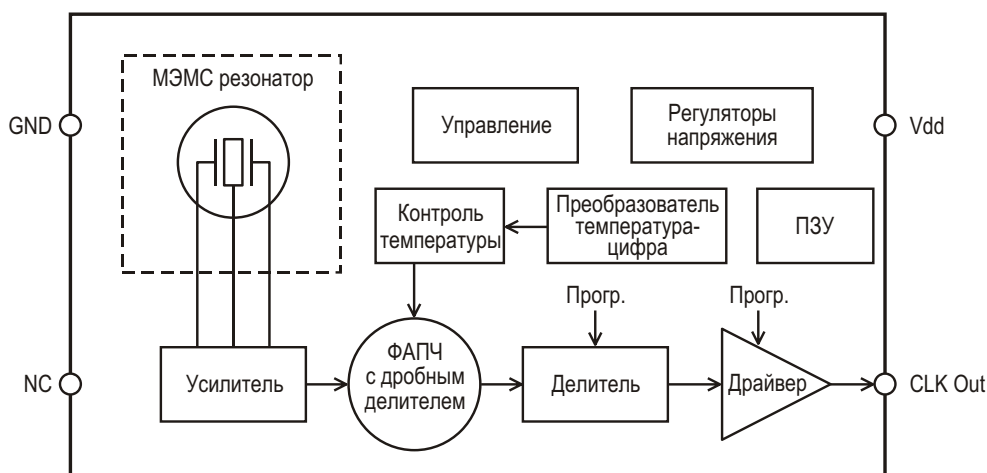 МЭМС резонатор
GND
Управление
Регуляторы
напряжения
Vdd
Контроль
температуры
Преобразователь
температура-
цифра
ПЗУ
Прогр.
Прогр.
NC
Усилитель
ФАПЧ
с дробным
делителем
Делитель
Драйвер
CLK Out